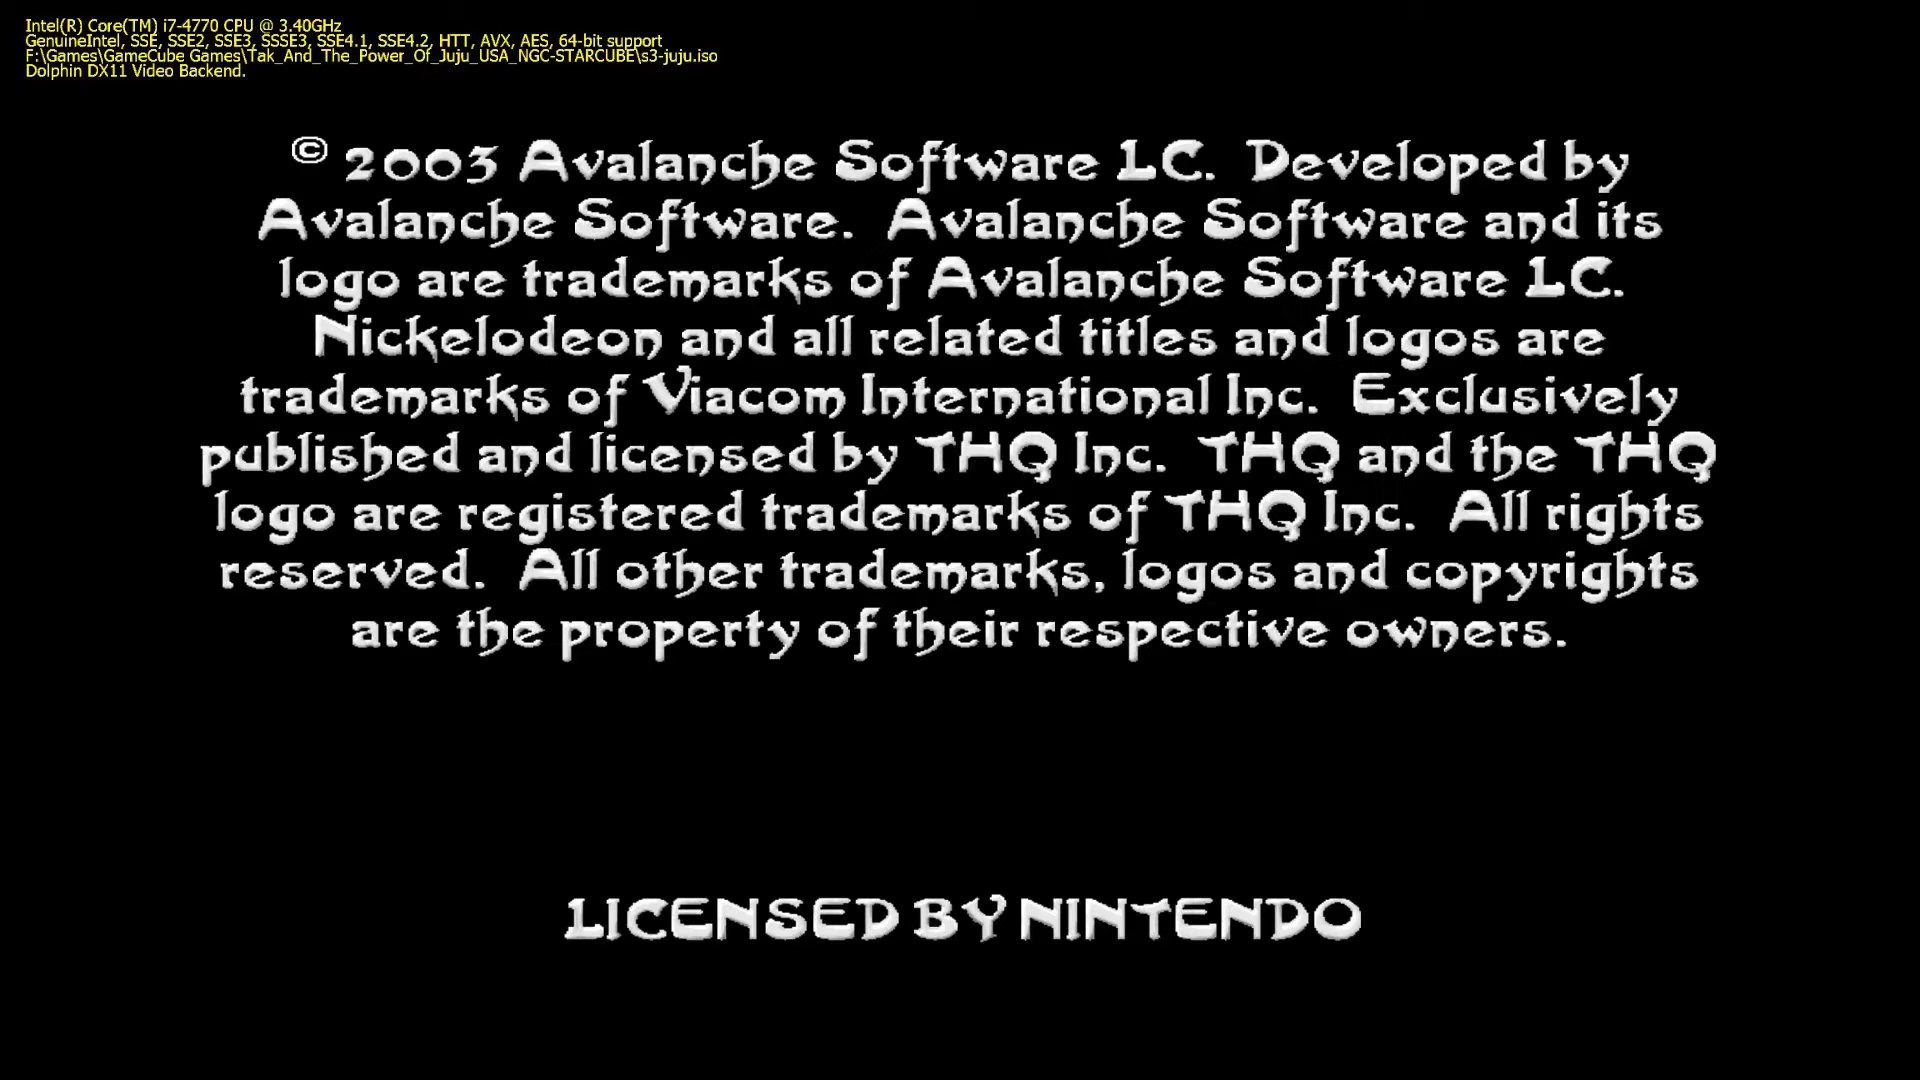 Intel(R) Core(TM) i7-4770 CPU @ 3.40GHz
GenuineIntel, SSE, SSE2, SSE3, SSSE3, SSE4.1, SSE4.2, HTT, AVX, AES, 64-bit support
F:\Games\GameCube Games\Tak_And_The_Power_Of_Juju_USA_NGC-STARCUBE\s3-juju.iso
Dolphin DX11 Video Backend.
© 2003 Avalanche Software LC. Developed by
Avalanche Software. Avalanche Software and its
logo are trademarks of Avalanche Software LC.
Nickelodeon and all related titles and logos are
trademarks of Viacom International Inc. Exclusively
published and licensed by THQ Inc. THQ and the THQ
logo are registered trademarks of THQ Inc. All rights
reserved. All other trademarks, logos and copyrights
are the property of their respective owners.
LICENSED BY NINTENDO